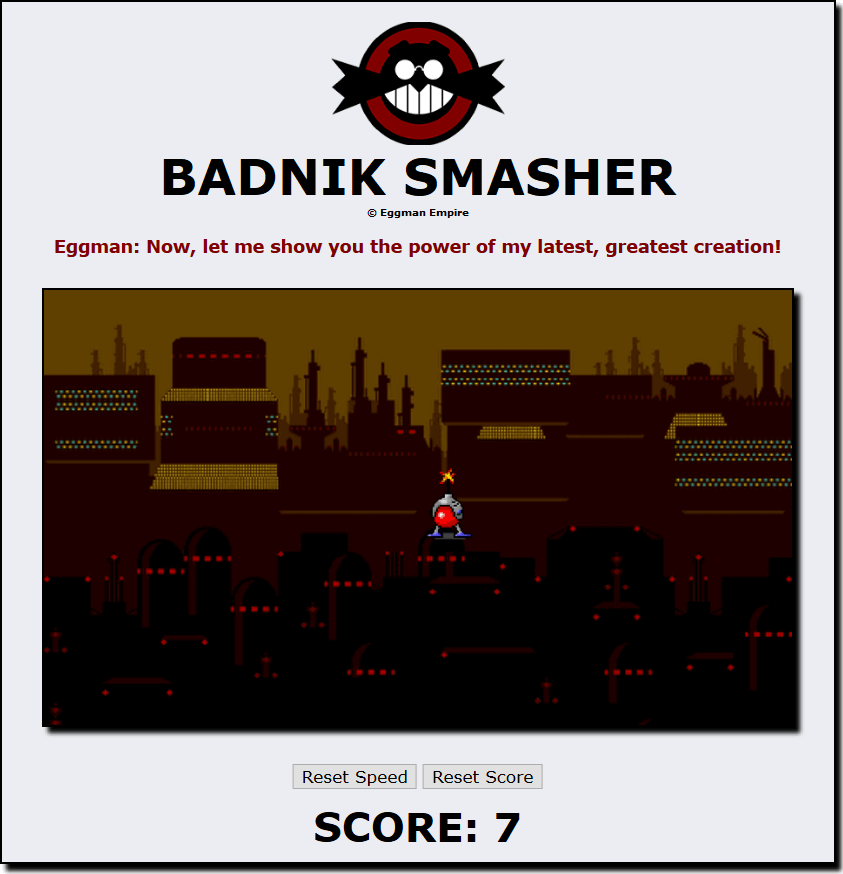 BADNIK SMASHER
© Eggman Empire
Eggman: Now, let me show you the power of my latest, greatest creation!
Reset Speed Reset Score
SCORE: 7